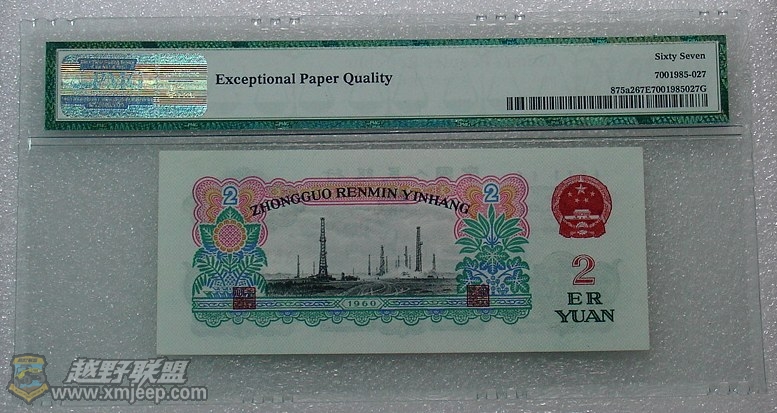 Sixty Seven
Exceptional Paper Quality
7001985-027
875a267E7001985027G
2
2
ZHONGGUO RENMIN YINHANG
1960
2
ER
YUAN
越野联盟
www.xmjeep.com